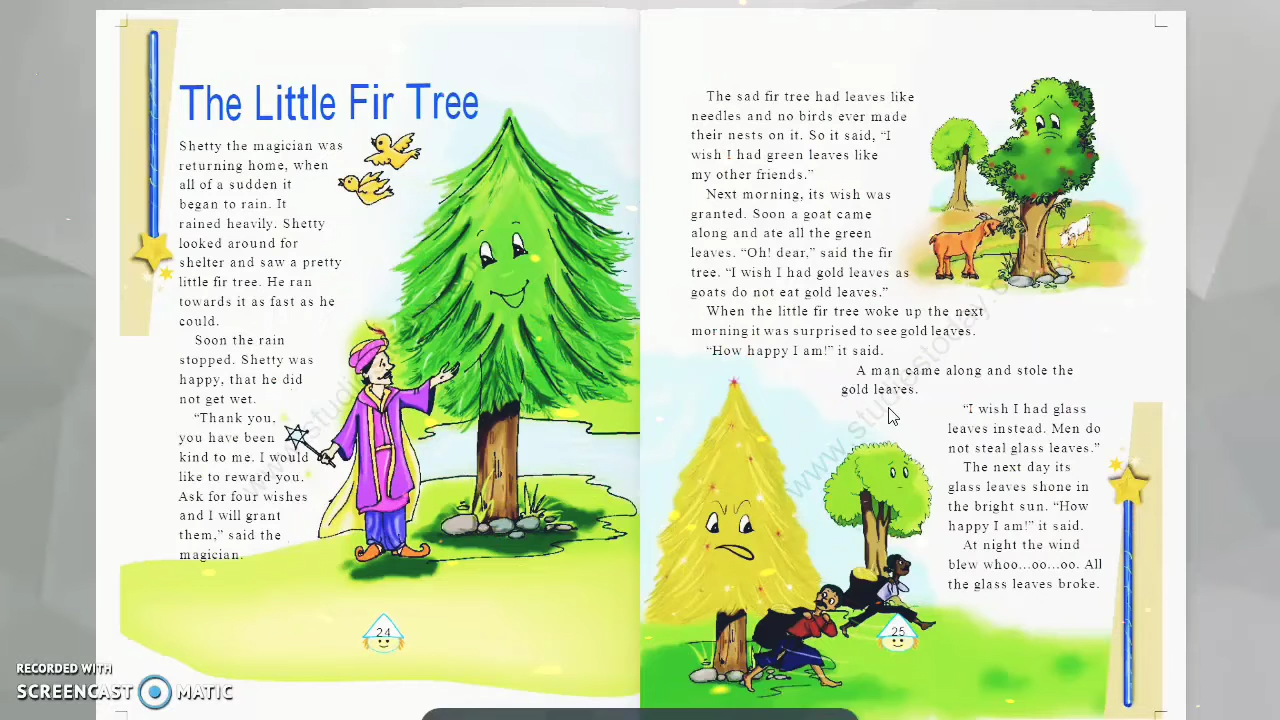 The Little Fir Tree
Shetty the magician was
returning home, when
all of a sudden it
began to rain. It
rained heavily. Shetty
looked around for
shelter and saw a pretty
little fir tree. He ran
towards it as fast as he
could.
Soon the rain
stopped. Shetty was
happy, that he did
not get wet.
“Thank you,
you have been
kind to me. I would
like to reward you.
Ask for four wishes
and I will grant
them,” said the
magician.
24
The sad fir tree had leaves like
needles and no birds ever made
their nests on it. So it said, “I
wish I had green leaves like
my other friends.”
Next morning, its wish was
granted. Soon a goat came
along and ate all the green
leaves. “Oh! dear,” said the fir
tree. “I wish I had gold leaves as
goats do not eat gold leaves.”
When the little fir tree woke up the next
morning it was surprised to see gold leaves.
“How happy I am!” it said.
A man came along and stole the
gold leaves.
“I wish I had glass
leaves instead. Men do
not steal glass leaves.”
The next day its
glass leaves shone in
the bright sun. “How
happy I am!” it said.
At night the wind
blew whoo...oo...oo. All
the glass leaves broke.
25
www.studiestoday.com
RECORDED WITH
SCREENCAST MATIC